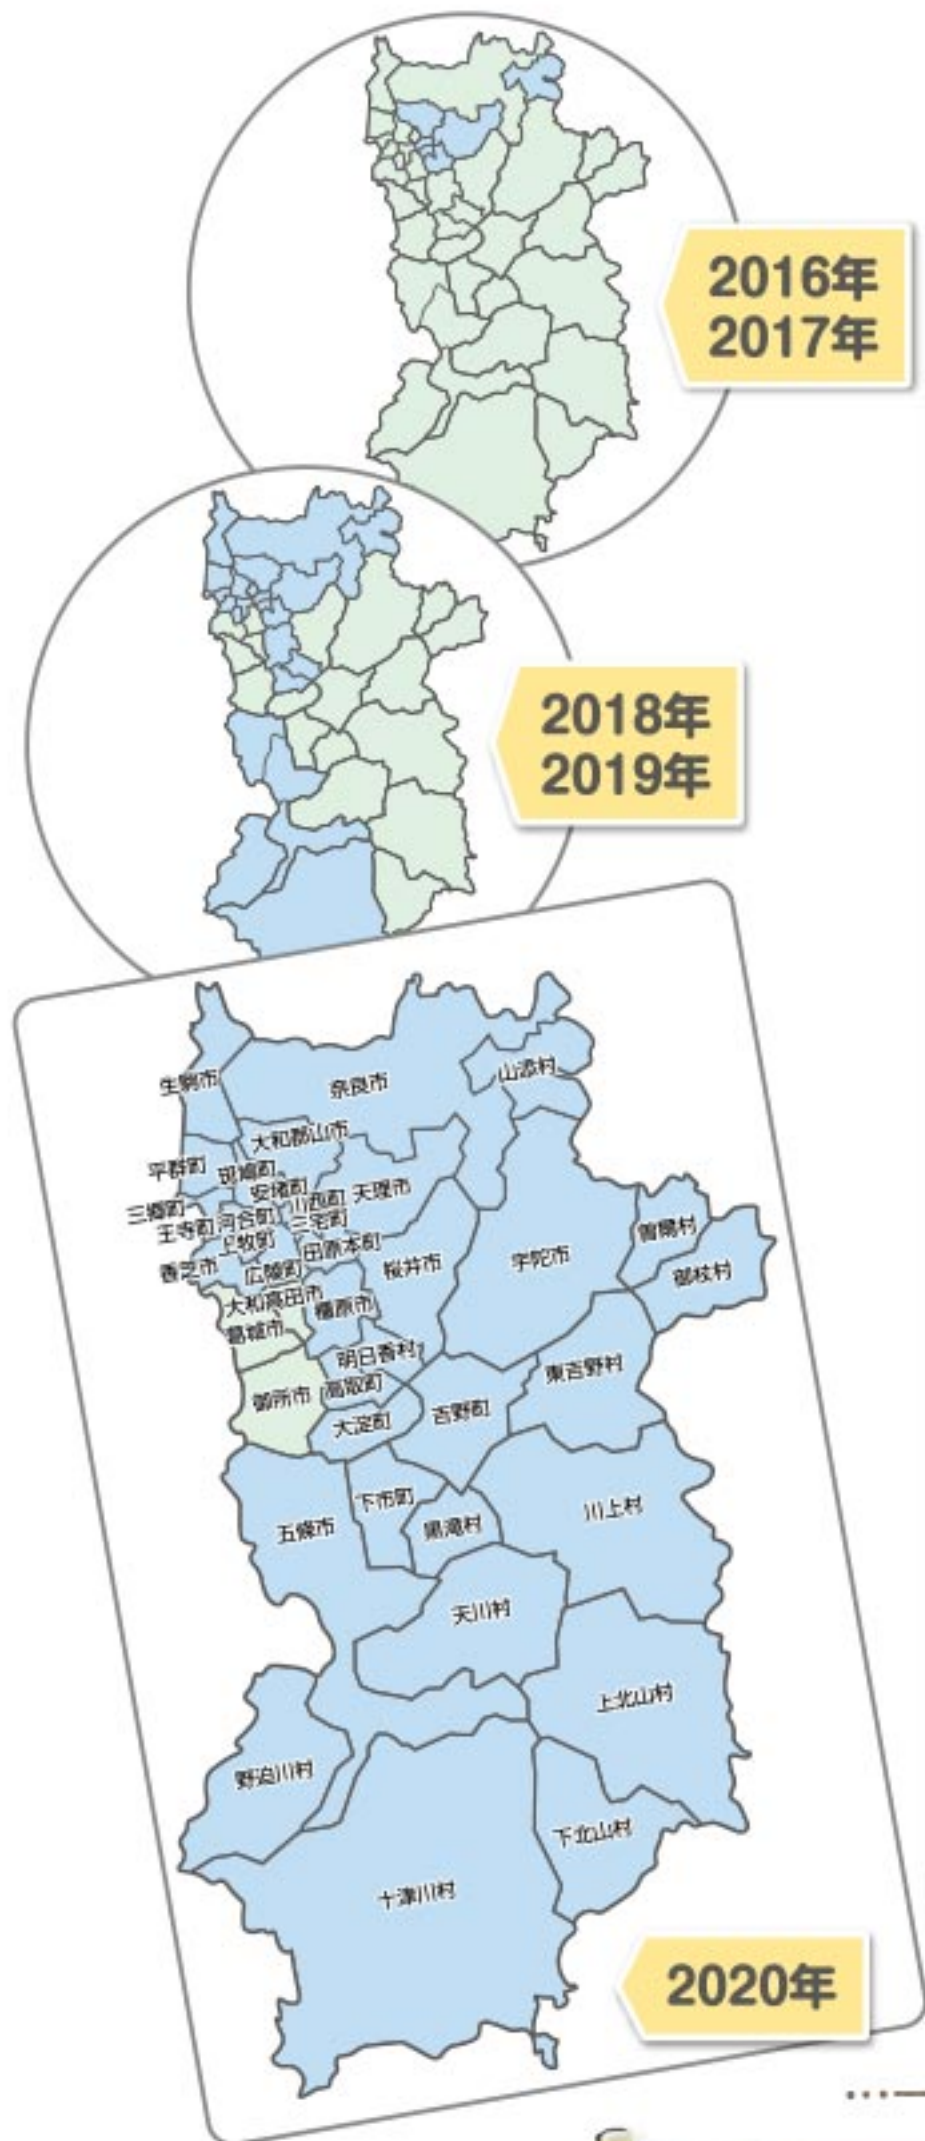 2016年
2017年
2018年
2019年
生駒市
奈良市
山添村
大和郡山市
平群町
斑鳩町
安堵町
川西町
天理市
三郷町
王寺町
河合町
三宅町
上牧町
田原本町
香芝市
広陵町
桜井市
宇陀市
曽爾村
御杖村
大和高田市
橿原市
葛城市
明日香村
東吉野村
御所市
高取町
大淀町
吉野町
五條市
下市町
黒滝村
川上村
天川村
上北山村
野迫川村
下北山村
十津川村
2020年